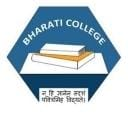 BHARATI COLLEGE
न हि ज्ञानेन सदृशं
पवित्रमिह विद्यते।